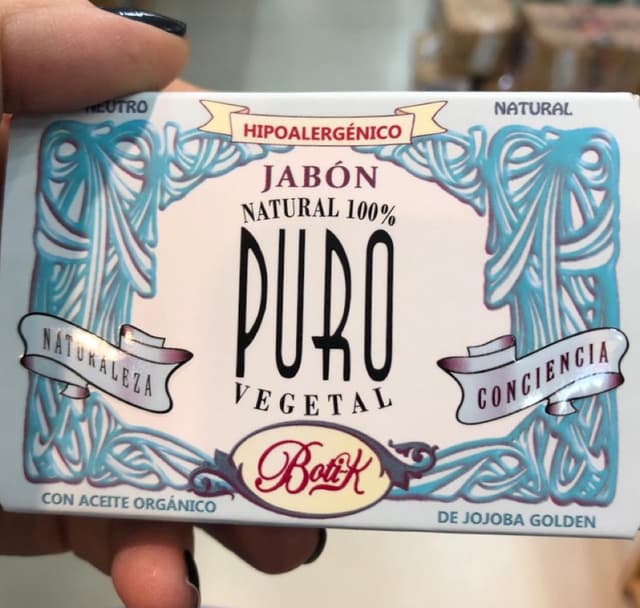 NEUTRO
NATURAL
HIPOALERGÉNICO
JABÓN
NATURAL 100%
PURO
VEGETAL
NATURALEZA
CONCIENCIA
Boti-K
CON ACEITE ORGÁNICO
DE JOJOBA GOLDEN